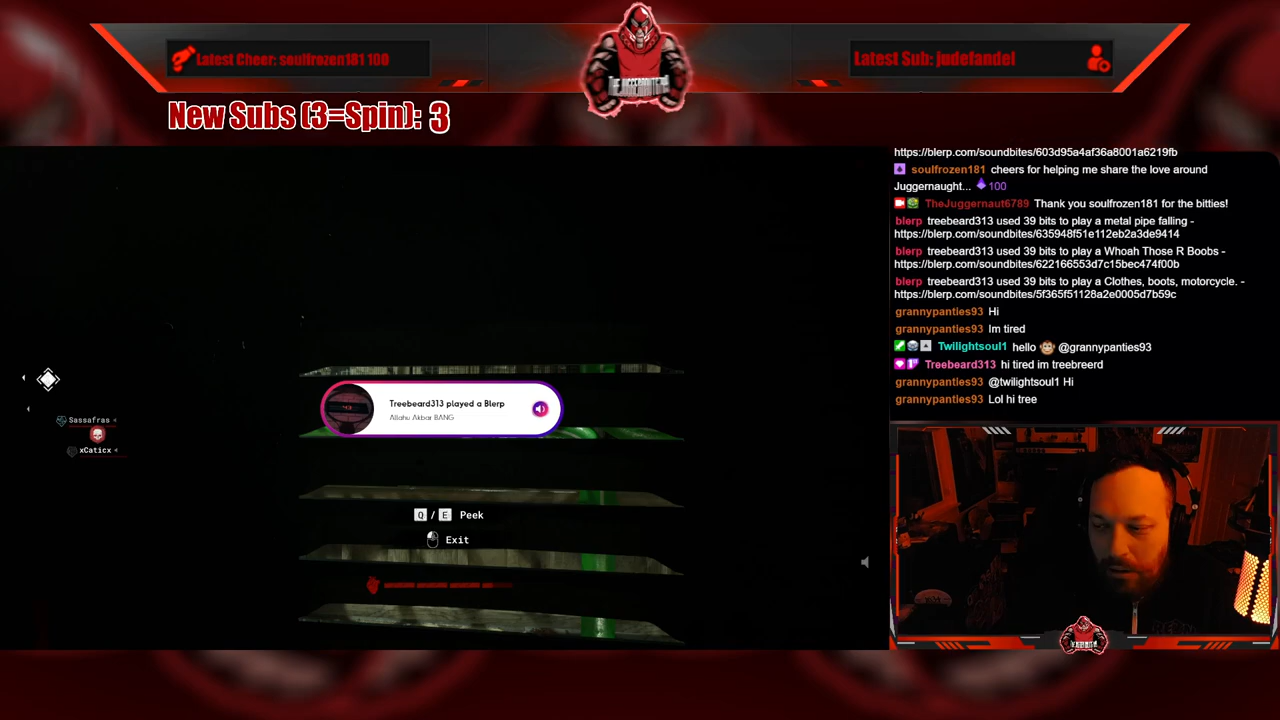 Latest Cheer: soulfrozen181 100
Latest Sub: judefandel
New Subs (3=Spin): 3
https://blerp.com/soundbites/603d95a4af36a8001a6219fb
soulfrozen181 cheers for helping me share the love around
Juggernaught... 100
TheJuggernaut6789 Thank you soulfrozen181 for the bitties!
blerp treebeard313 used 39 bits to play a metal pipe falling -
https://blerp.com/soundbites/635948f51e112eb2a3de9414
blerp treebeard313 used 39 bits to play a Whoah Those R Boobs -
https://blerp.com/soundbites/622166553d7c15bec474f00b
blerp treebeard313 used 39 bits to play a Clothes, boots, motorcycle. -
https://blerp.com/soundbites/5f365f51128a2e0005d7b59c
grannypanties93 Hi
grannypanties93 Im tired
Twilightsoul1 hello @grannypanties93
Treebeard313 hi tired im treebreerd
grannypanties93 @twilightsoul1 Hi
grannypanties93 Lol hi tree
Treebeard313 played a Blerp
Allahu Akbar BANG
Sassafras
xCaticx
Q / E Peek
Exit